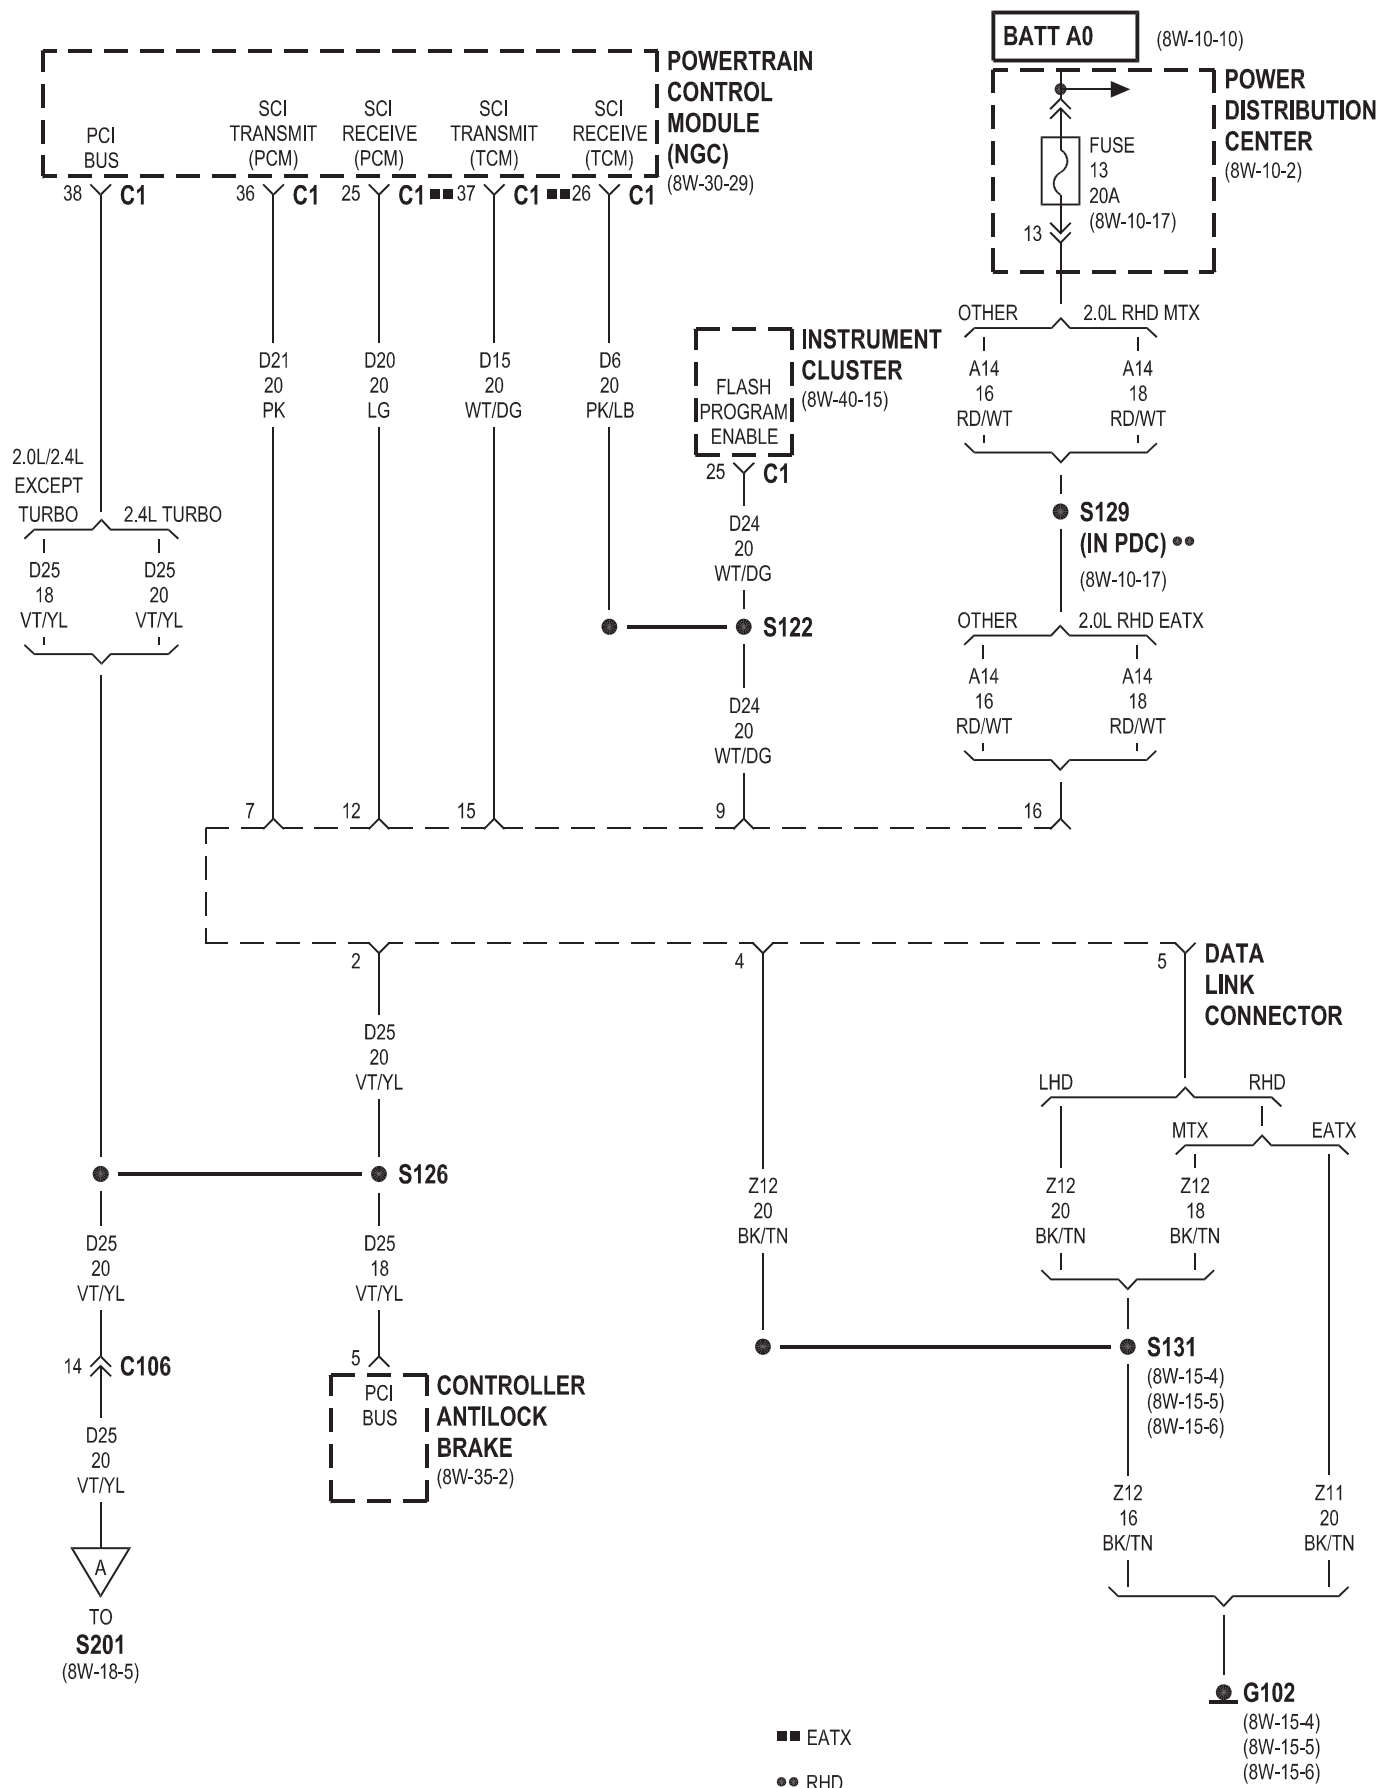 BATT A0
(8W-10-10)
POWERTRAIN
CONTROL
MODULE
(NGC)
(8W-30-29)
PCI
BUS
SCI
TRANSMIT
(PCM)
SCI
RECEIVE
(PCM)
SCI
TRANSMIT
(TCM)
SCI
RECEIVE
(TCM)
38 C1
36 C1
25 C1
37 C1
26 C1
POWER
DISTRIBUTION
CENTER
(8W-10-2)
FUSE
13
20A
(8W-10-17)
13
OTHER
2.0L RHD MTX
A14
16
RD/WT
A14
18
RD/WT
INSTRUMENT
CLUSTER
(8W-40-15)
FLASH
PROGRAM
ENABLE
25 C1
D21
20
PK
D20
20
LG
D15
20
WT/DG
D6
20
PK/LB
2.0L/2.4L
EXCEPT
TURBO
2.4L TURBO
D25
18
VT/YL
D25
20
VT/YL
D24
20
WT/DG
S122
D24
20
WT/DG
S129
(IN PDC)
(8W-10-17)
OTHER
2.0L RHD EATX
A14
16
RD/WT
A14
18
RD/WT
7
12
15
9
16
2
4
5
DATA
LINK
CONNECTOR
D25
20
VT/YL
S126
LHD
RHD
MTX
EATX
Z12
20
BK/TN
Z12
20
BK/TN
Z12
18
BK/TN
D25
20
VT/YL
D25
18
VT/YL
14 C106
5
PCI
BUS
CONTROLLER
ANTILOCK
BRAKE
(8W-35-2)
S131
(8W-15-4)
(8W-15-5)
(8W-15-6)
D25
20
VT/YL
Z12
16
BK/TN
Z11
20
BK/TN
A
TO
S201
(8W-18-5)
G102
(8W-15-4)
(8W-15-5)
(8W-15-6)
EATX
RHD